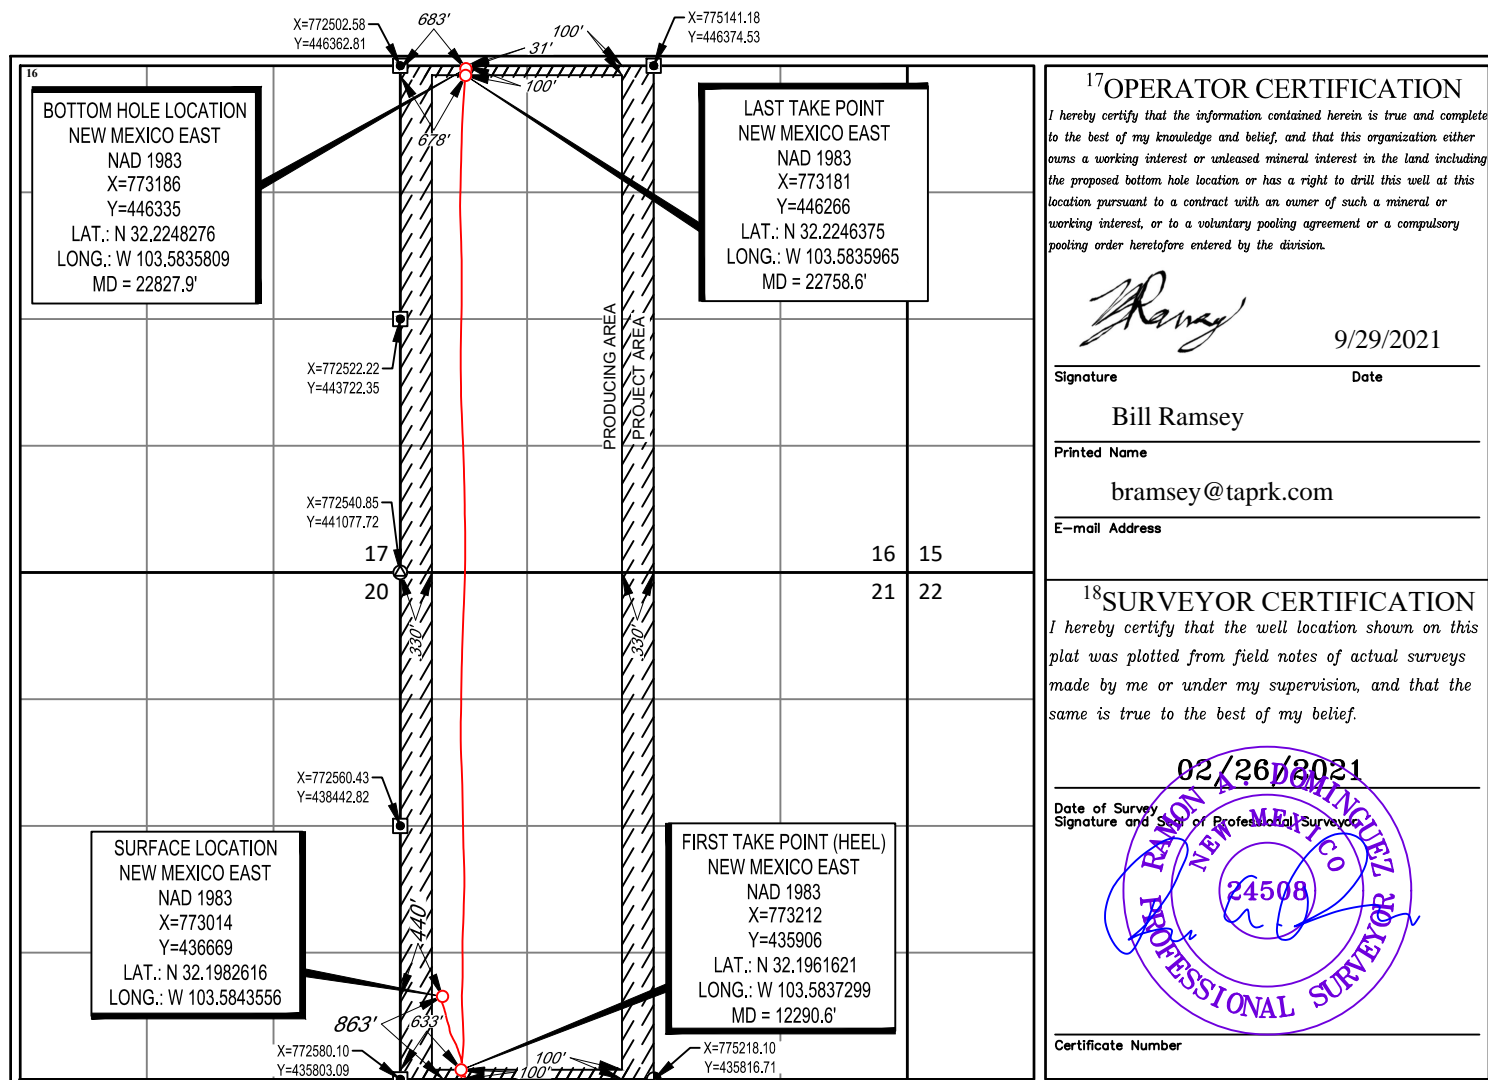 X=772502.58
Y=446362.81
683'
31'
100'
X=775141.18
Y=446374.53
16
BOTTOM HOLE LOCATION
NEW MEXICO EAST
NAD 1983
X=773186
Y=446335
LAT.: N 32.2248276
LONG.: W 103.5835809
MD = 22827.9'
100'
678'
LAST TAKE POINT
NEW MEXICO EAST
NAD 1983
X=773181
Y=446266
LAT.: N 32.2246375
LONG.: W 103.5835965
MD = 22758.6'
X=772522.22
Y=443722.35
PRODUCING AREA
PROJECT AREA
X=772540.85
Y=441077.72
17
16
15
20
21
22
330'
330'
X=772560.43
Y=438442.82
SURFACE LOCATION
NEW MEXICO EAST
NAD 1983
X=773014
Y=436669
LAT.: N 32.1982616
LONG.: W 103.5843556
440'
863'
633'
FIRST TAKE POINT (HEEL)
NEW MEXICO EAST
NAD 1983
X=773212
Y=435906
LAT.: N 32.1961621
LONG.: W 103.5837299
MD = 12290.6'
X=772580.10
Y=435803.09
100'
100'
X=775218.10
Y=435816.71
17OPERATOR CERTIFICATION
I hereby certify that the information contained herein is true and complete
to the best of my knowledge and belief, and that this organization either
owns a working interest or unleased mineral interest in the land including
the proposed bottom hole location or has a right to drill this well at this
location pursuant to a contract with an owner of such a mineral or
working interest, or to a voluntary pooling agreement or a compulsory
pooling order heretofore entered by the division.
9/29/2021
Signature Date
Bill Ramsey
Printed Name
bramsey@taprk.com
E-mail Address
18SURVEYOR CERTIFICATION
I hereby certify that the well location shown on this
plat was plotted from field notes of actual surveys
made by me or under my supervision, and that the
same is true to the best of my belief.
02/26/2021
Date of Survey
Signature and Seal of Professional Surveyor
RAMON A. DOMINGUEZ
NEW MEXICO
24508
PROFESSIONAL SURVEYOR
Certificate Number